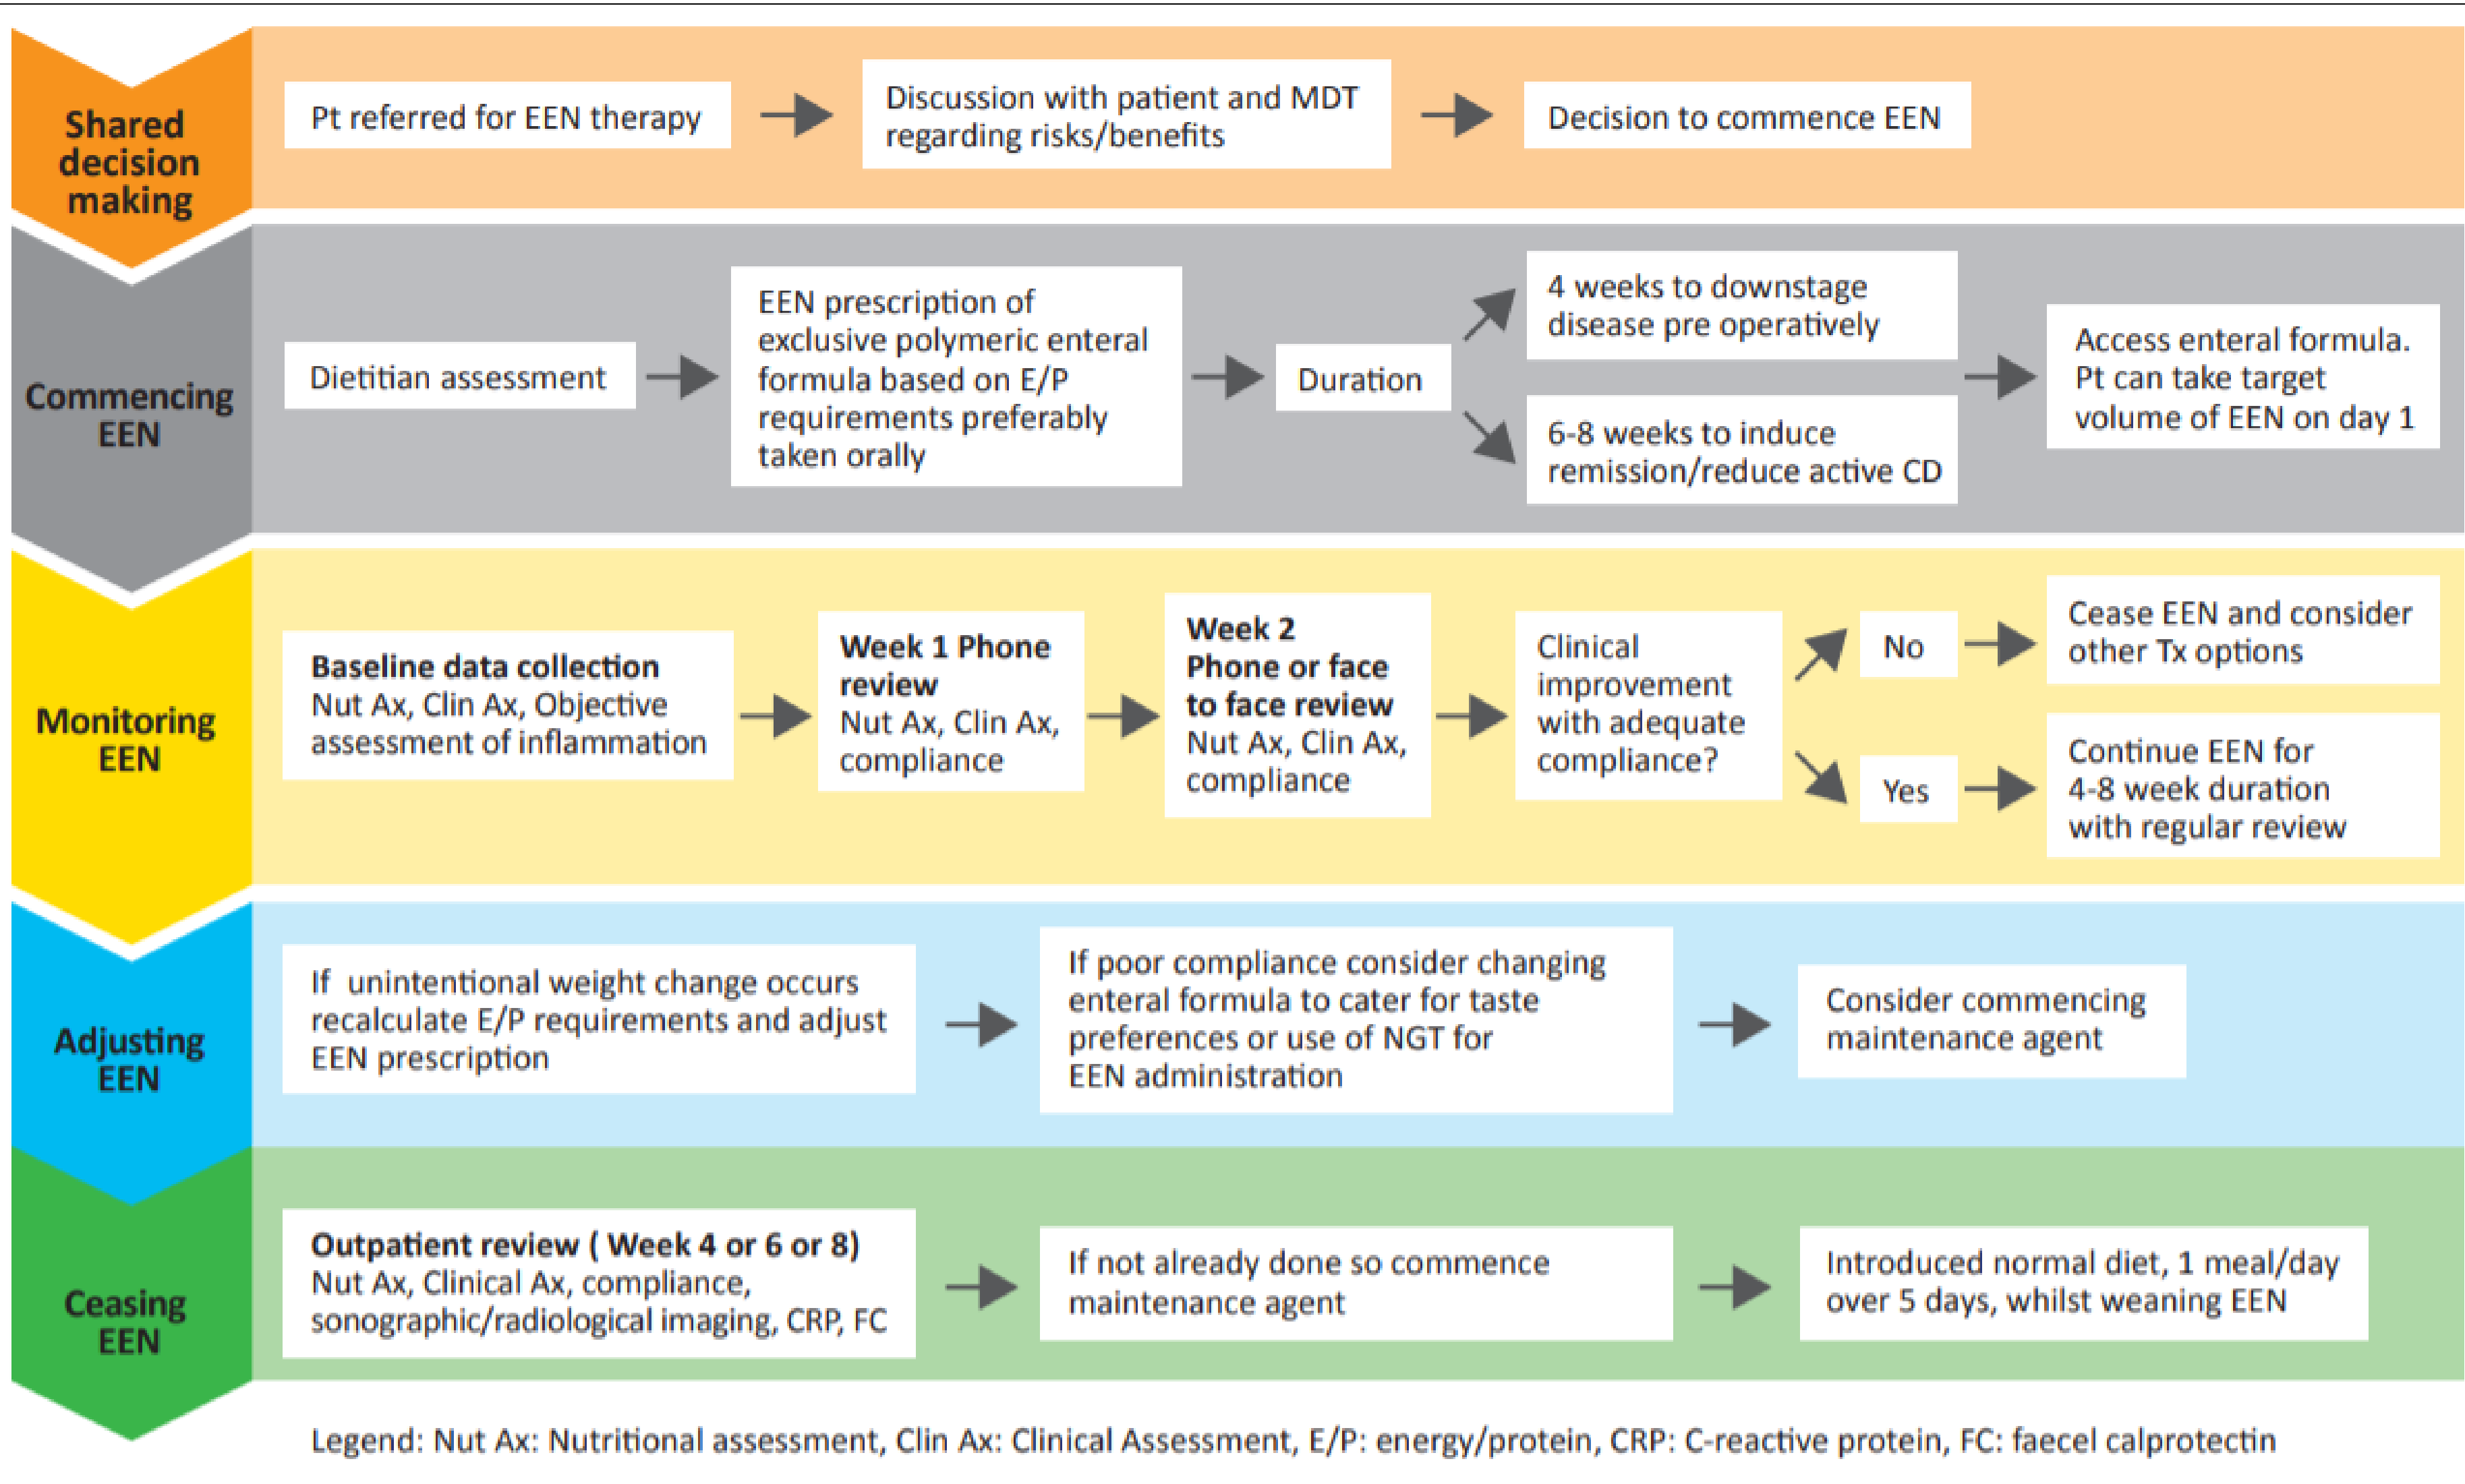 Shared
decision
making
Pt referred for EEN therapy
Discussion with patient and MDT
regarding risks/benefits
Decision to commence EEN
Commencing
EEN
Dietitian assessment
EEN prescription of
exclusive polymeric enteral
formula based on E/P
requirements preferably
taken orally
Duration
4 weeks to downstage
disease pre operatively
6-8 weeks to induce
remission/reduce active CD
Access enteral formula.
Pt can take target
volume of EEN on day 1
Monitoring
EEN
Baseline data collection
Nut Ax, Clin Ax, Objective
assessment of inflammation
Week 1 Phone
review
Nut Ax, Clin Ax,
compliance
Week 2
Phone or face
to face review
Nut Ax, Clin Ax,
compliance
Clinical
improvement
with adequate
compliance?
No
Cease EEN and consider
other Tx options
Yes
Continue EEN for
4-8 week duration
with regular review
Adjusting
EEN
If unintentional weight change occurs
recalculate E/P requirements and adjust
EEN prescription
If poor compliance consider changing
enteral formula to cater for taste
preferences or use of NGT for
EEN administration
Consider commencing
maintenance agent
Ceasing
EEN
Outpatient review ( Week 4 or 6 or 8)
Nut Ax, Clinical Ax, compliance,
sonographic/radiological imaging, CRP, FC
If not already done so commence
maintenance agent
Introduced normal diet, 1 meal/day
over 5 days, whilst weaning EEN
Legend: Nut Ax: Nutritional assessment, Clin Ax: Clinical Assessment, E/P: energy/protein, CRP: C-reactive protein, FC: faecel calprotectin